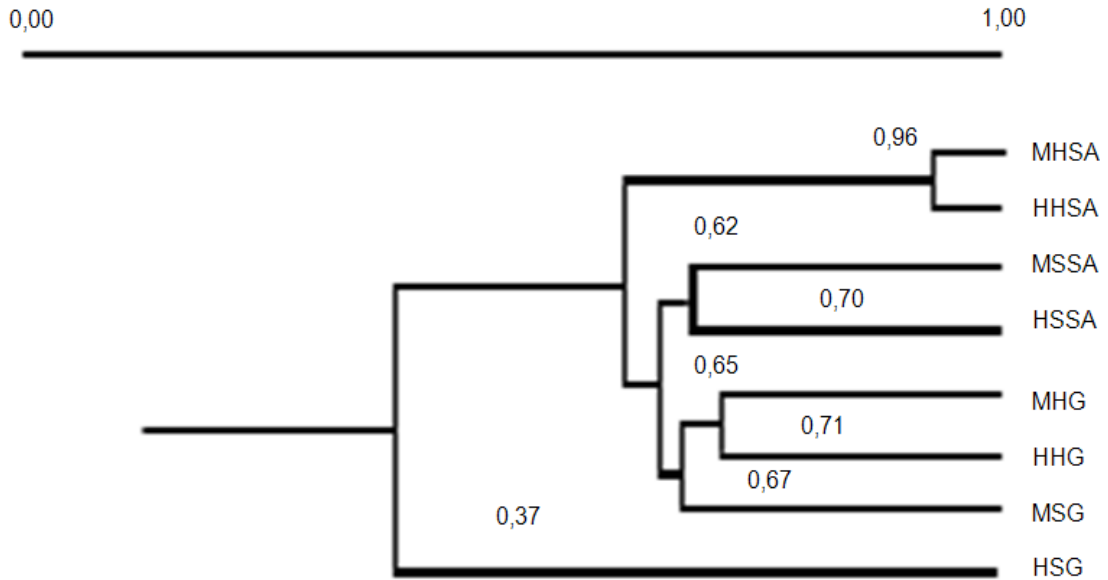 0,00 1,00
0,96 MHSA
HHSA
0,62
MSSA
0,70
HSSA
0,65
MHG
0,71
HHG
0,67
MSG
0,37
HSG